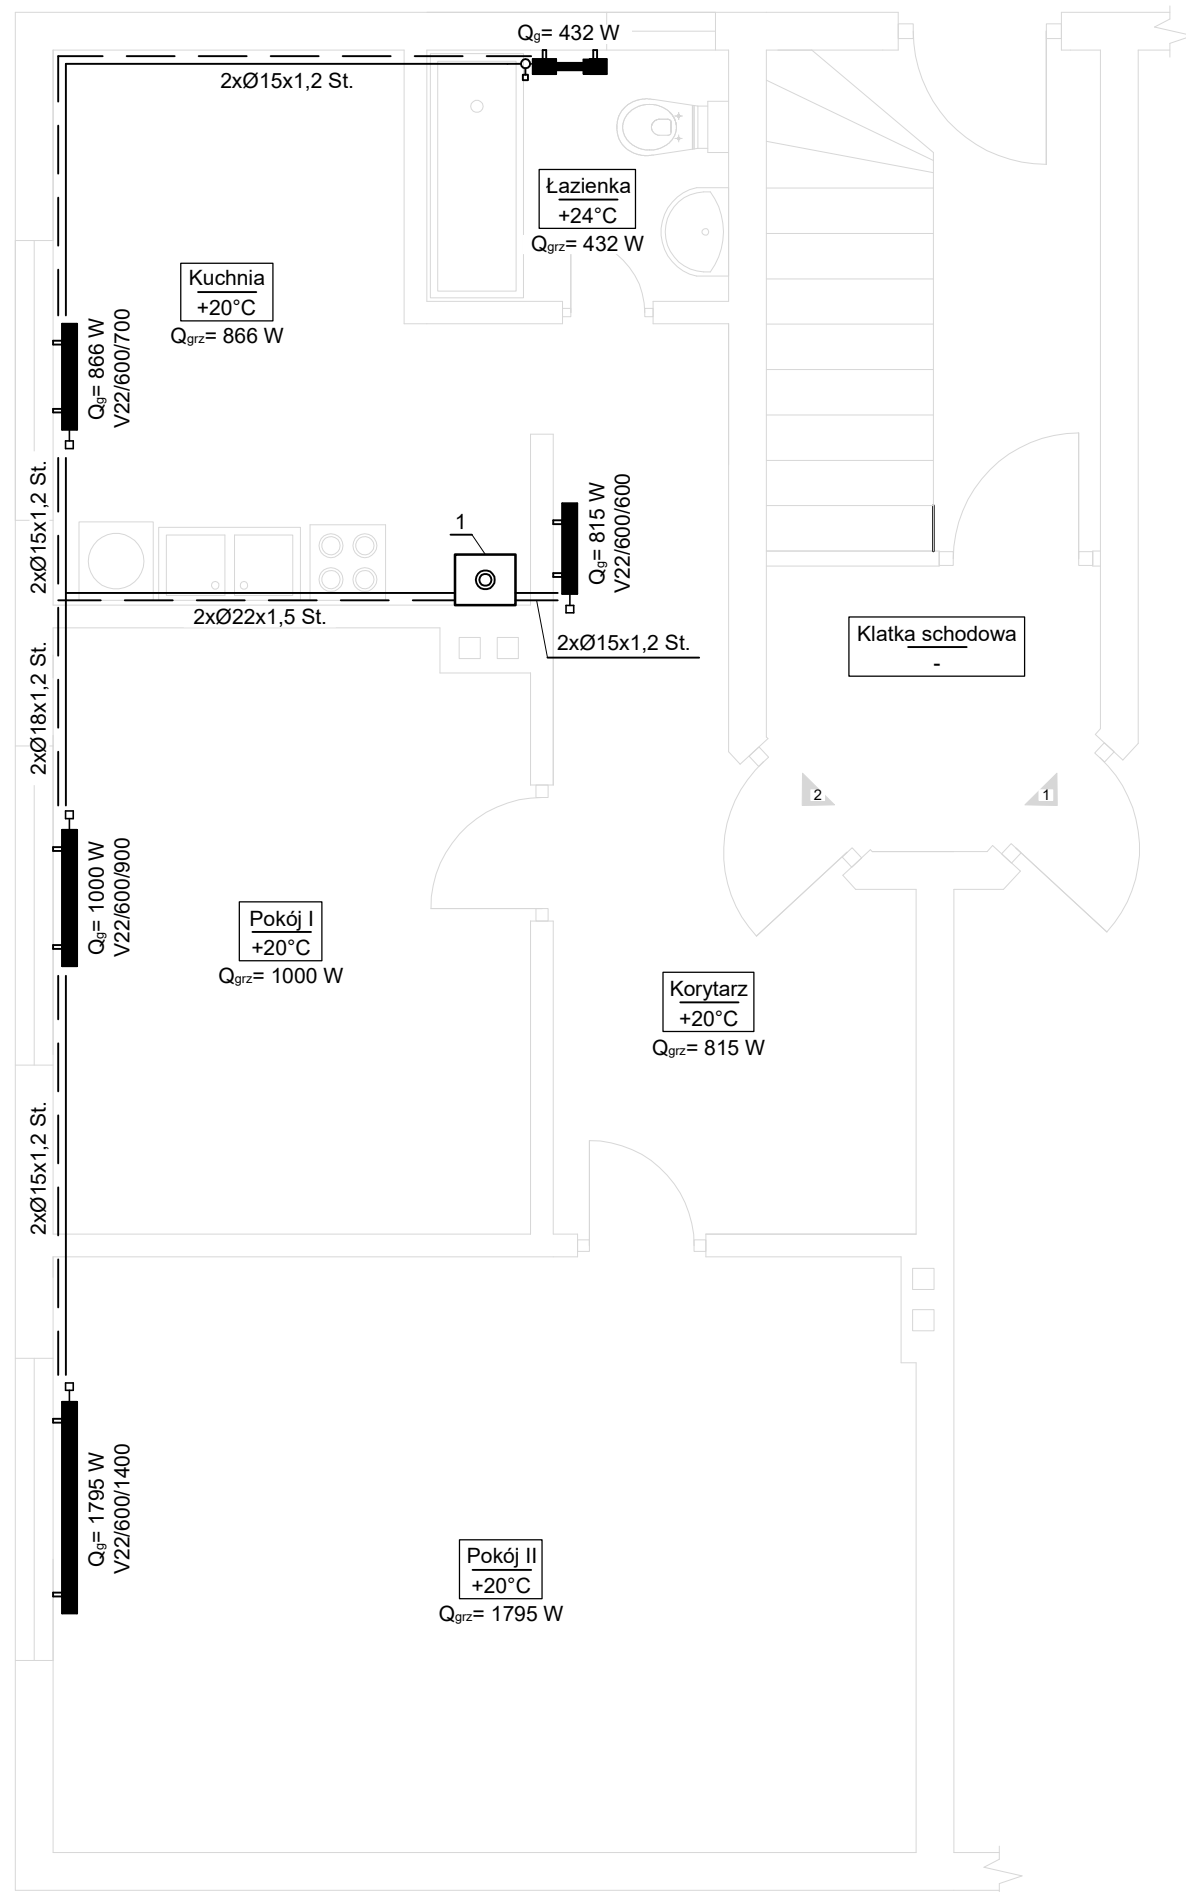 Qg= 432 W
2xØ15x1,2 St.
Łazienka
+24°C
Qgrz= 432 W
Kuchnia
+20°C
Qgrz= 866 W
Qg= 866 W
V22/600/700
2xØ15x1,2 St.
1
Qg= 815 W
V22/600/600
2xØ22x1,5 St.
2xØ15x1,2 St.
Klatka schodowa
-
2xØ18x1,2 St.
2
1
Qg= 1000 W
V22/600/900
Pokój I
+20°C
Qgrz= 1000 W
Korytarz
+20°C
Qgrz= 815 W
2xØ15x1,2 St.
Qg= 1795 W
V22/600/1400
Pokój II
+20°C
Qgrz= 1795 W